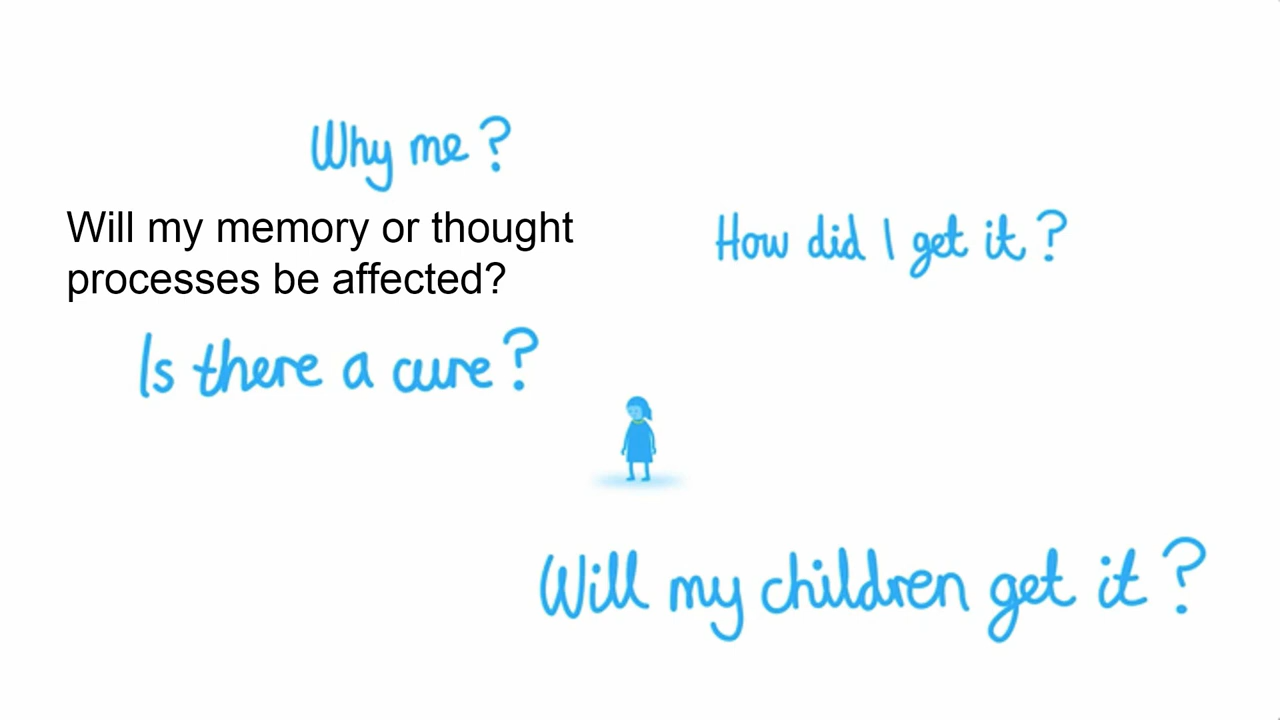 Why me?
Will my memory or thought
processes be affected?
How did I get it?
Is there a cure?
Will my children get it?